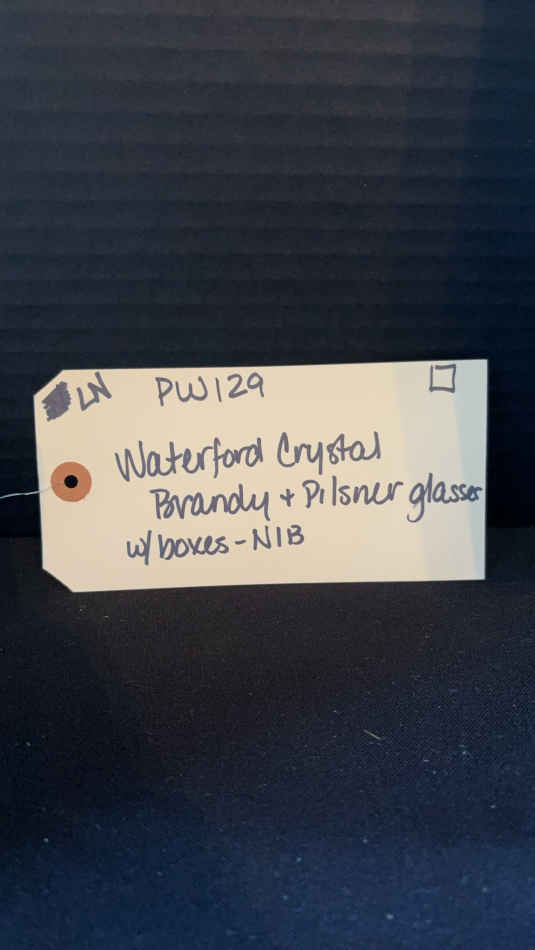 LN PW129
Waterford Crystal
Brandy + Pilsner glasses
w/ boxes - NIB